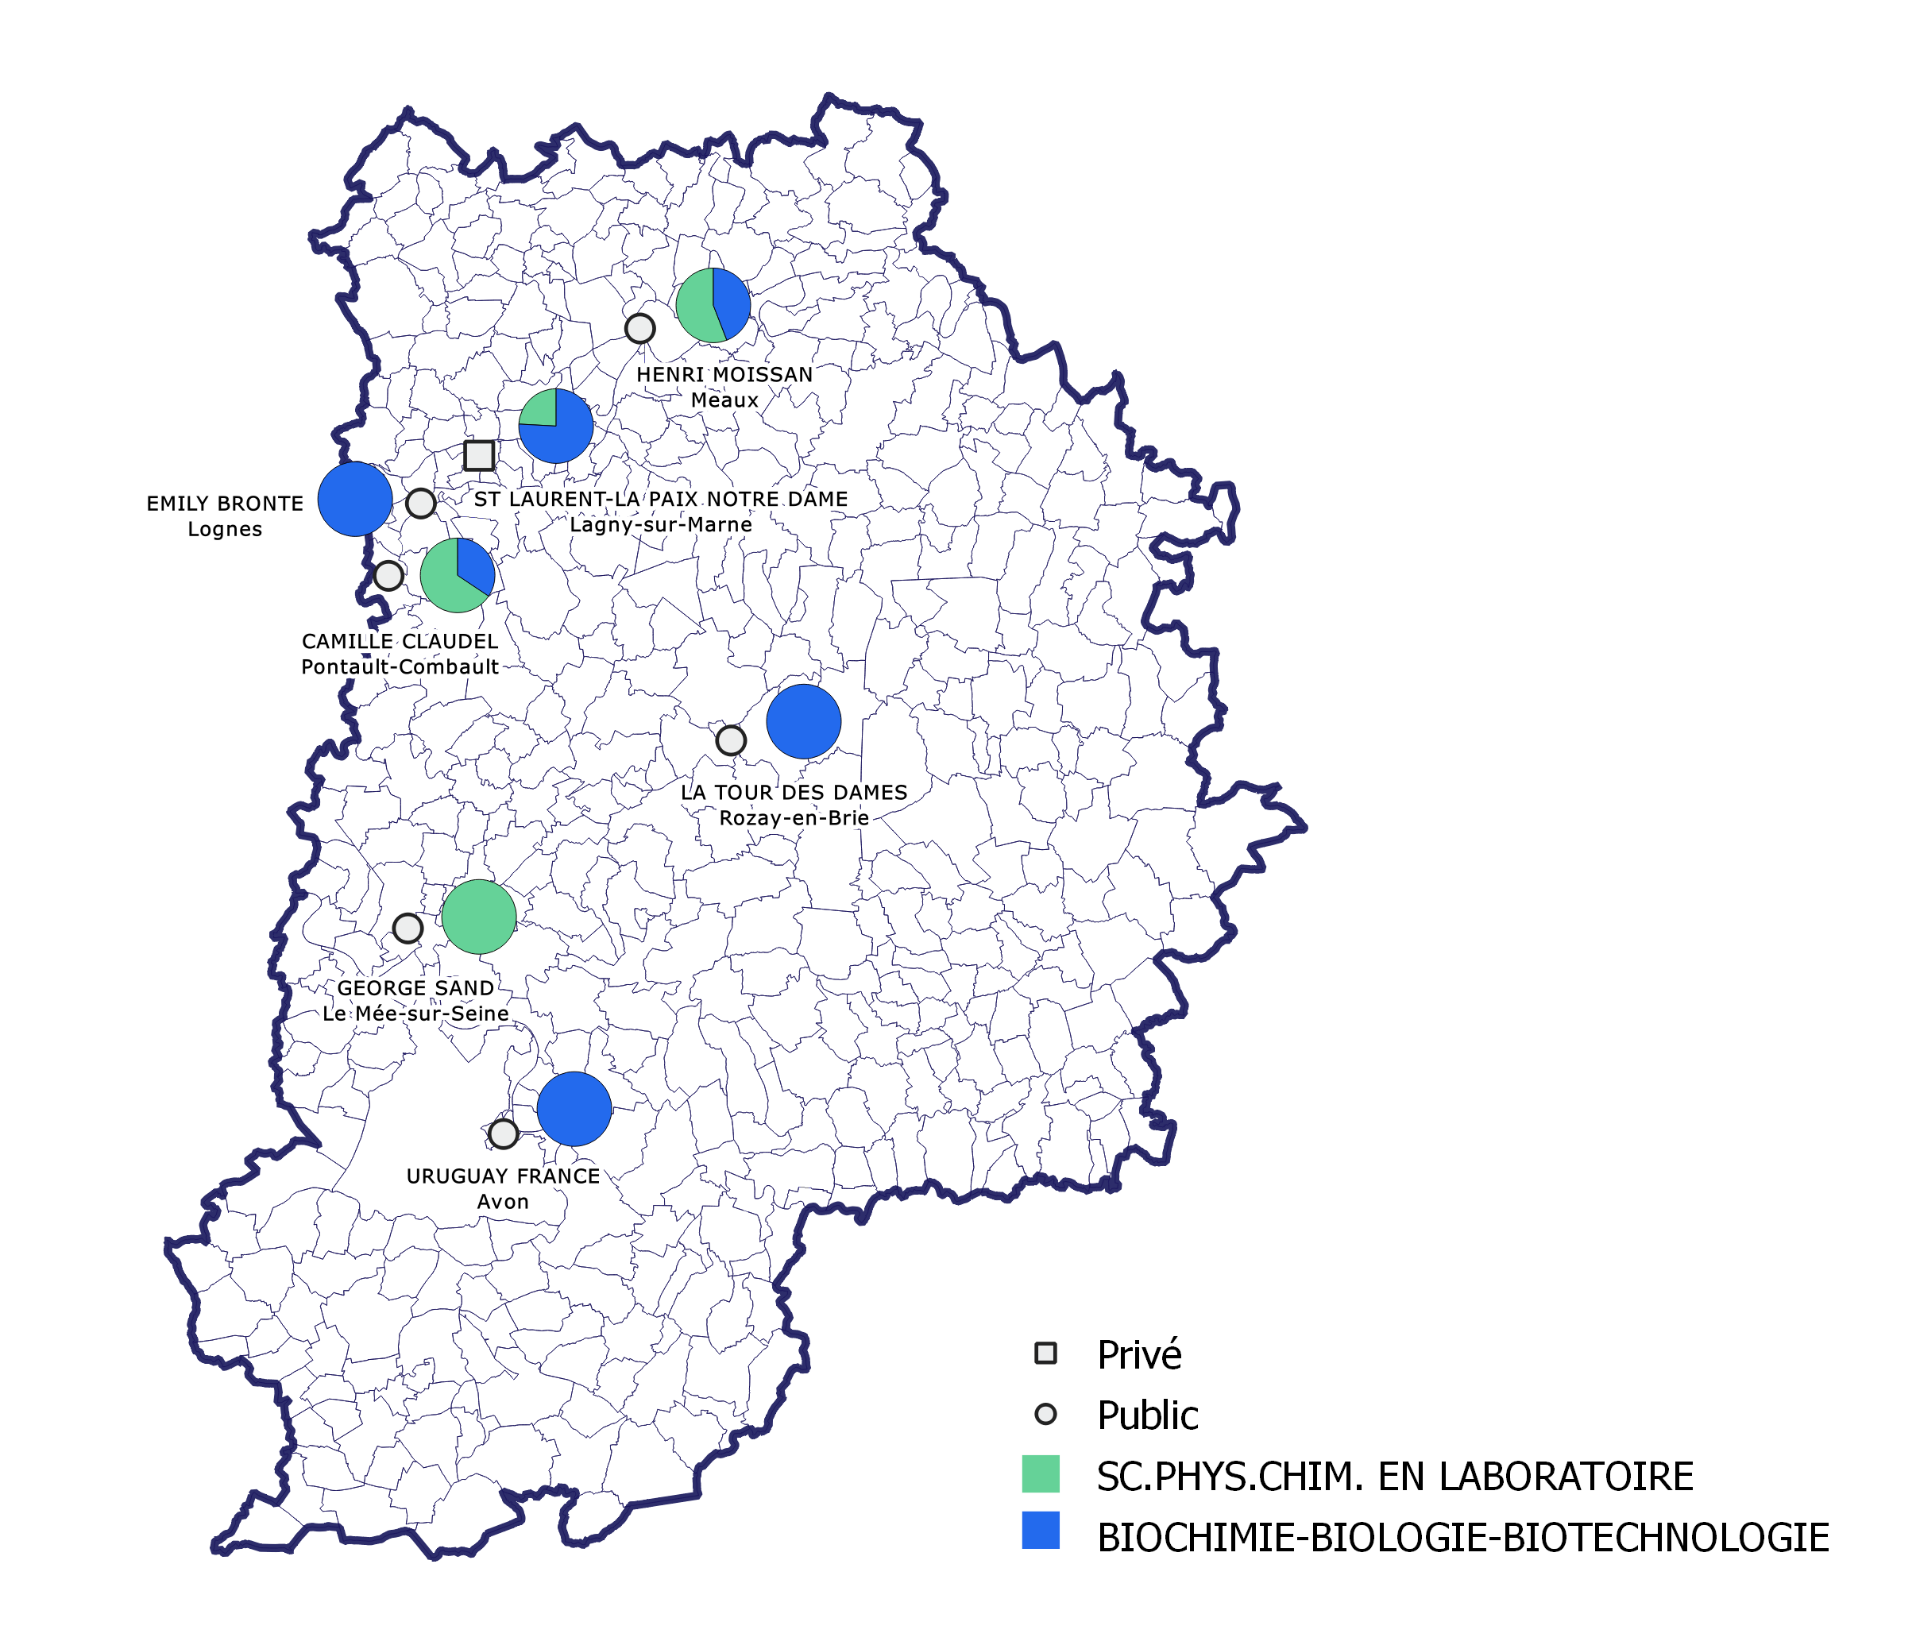 HENRI MOISSAN
Meaux
EMILY BRONTE
Lognes
ST LAURENT-LA PAIX NOTRE DAME
Lagny-sur-Marne
CAMILLE CLAUDEL
Pontault-Combault
LA TOUR DES DAMES
Rozay-en-Brie
GEORGE SAND
Le Mée-sur-Seine
URUGUAY FRANCE
Avon
Privé
Public
SC.PHYS.CHIM. EN LABORATOIRE
BIOCHIMIE-BIOLOGIE-BIOTECHNOLOGIE